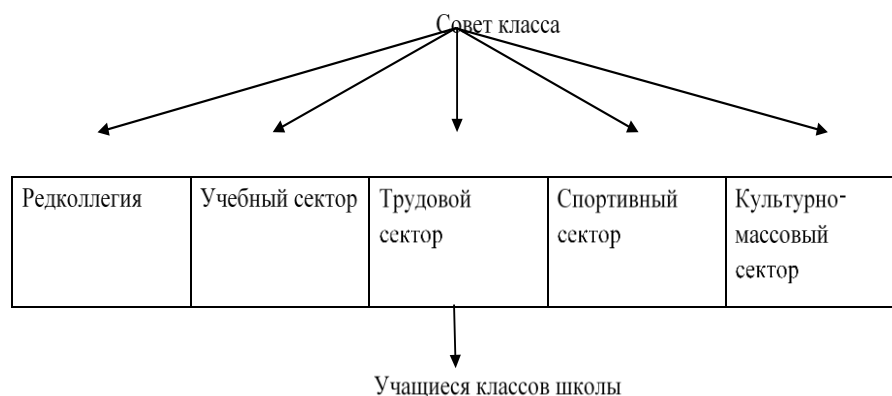 Совет класса
Редколлегия
Учебный сектор
Трудовой
сектор
Спортивный
сектор
Культурно-
массовый
сектор
Учащиеся классов школы